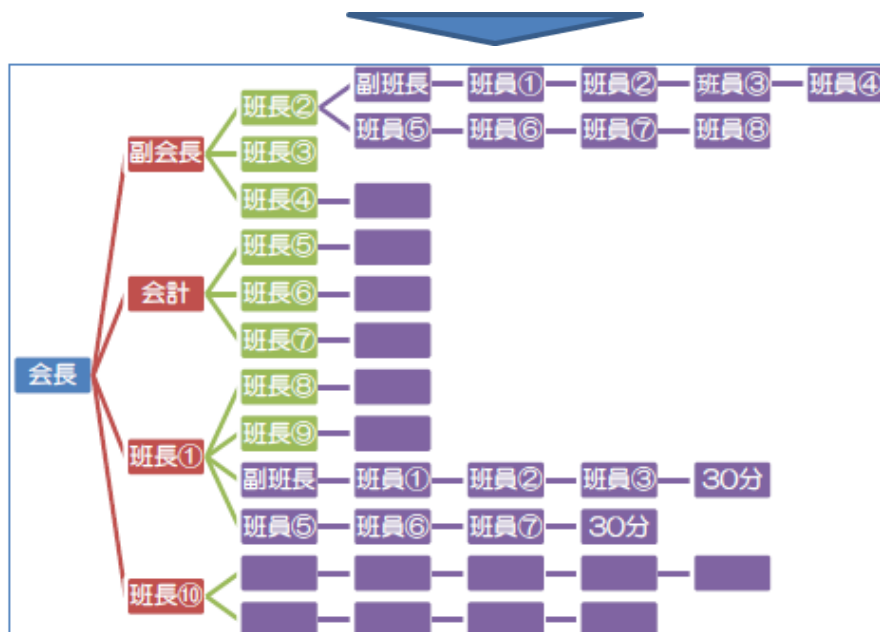 副班長 班員① 班員② 班員③ 班員④
班長②
班員⑤ 班員⑥ 班員⑦ 班員⑧
副会長 班長③
班長④
班長⑤
会計 班長⑥
班長⑦
会長
班長⑧
班長⑨
班長①
副班長 班員① 班員② 班員③ 30分
班員⑤ 班員⑥ 班員⑦ 30分
班長⑩